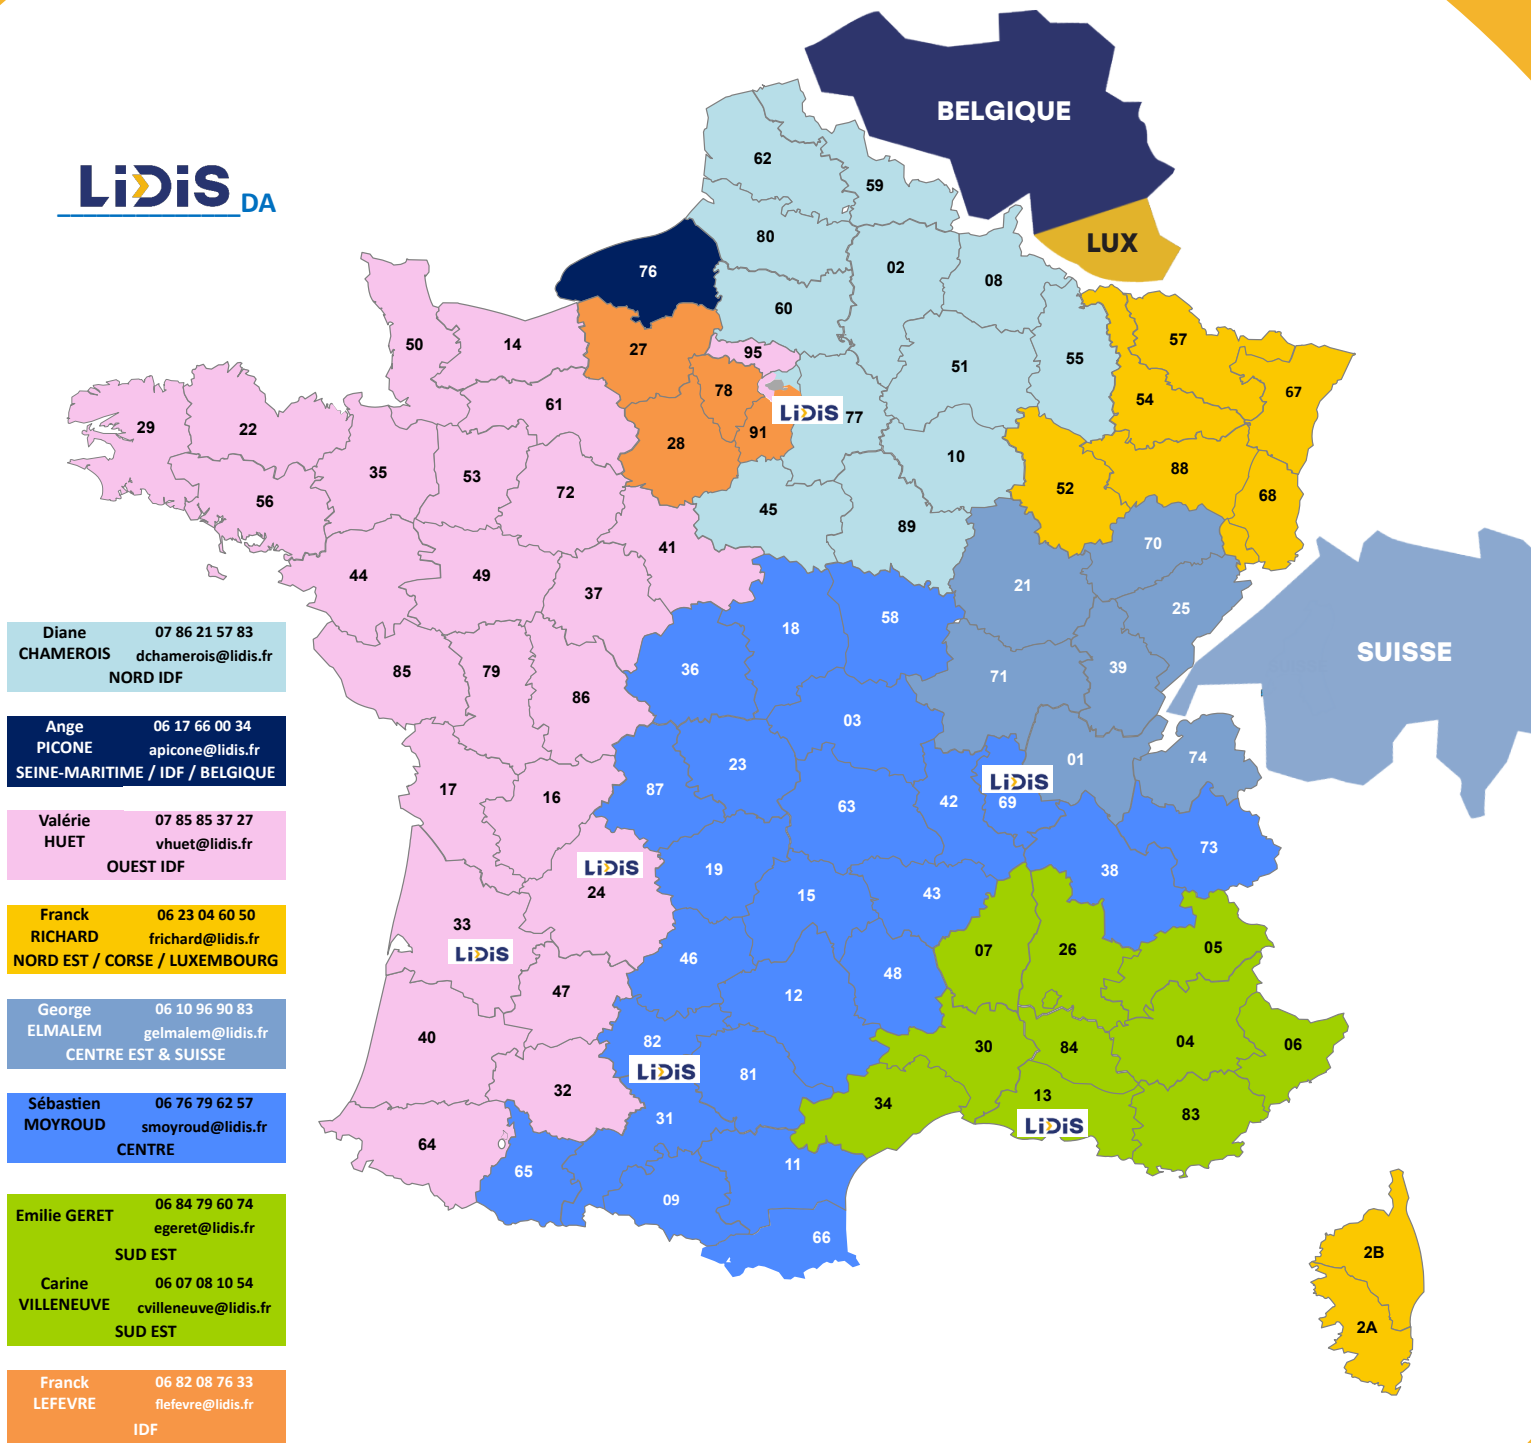 BELGIQUE
LUX
SUISSE
LiDiS DA
62
59
80
76
02
08
60
50
14
27
95
57
51
55
78
54
67
61
LiDiS
77
29
22
28
91
10
88
35
53
72
52
68
56
45
89
70
41
44
49
21
37
25
18
58
85
79
36
71
39
86
03
23
01
74
17
16
87
LiDiS
63
42
69
73
LiDiS
19
38
24
15
43
33
LiDiS
07
26
05
46
48
47
12
40
82
30
84
04
06
LiDiS
81
32
34
13
31
LiDiS
83
64
65
11
09
66
2B
2A
Diane 07 86 21 57 83
CHAMEROIS dchamerois@lidis.fr
NORD IDF
Ange 06 17 66 00 34
PICONE apicone@lidis.fr
SEINE-MARITIME / IDF / BELGIQUE
Valérie 07 85 85 37 27
HUET vhuet@lidis.fr
OUEST IDF
Franck 06 23 04 60 50
RICHARD frichard@lidis.fr
NORD EST / CORSE / LUXEMBOURG
George 06 10 96 90 83
ELMALEM gelmalem@lidis.fr
CENTRE EST & SUISSE
Sébastien 06 76 79 62 57
MOYROUD smoyroud@lidis.fr
CENTRE
Emilie GERET 06 84 79 60 74
egeret@lidis.fr
SUD EST
Carine 06 07 08 10 54
VILLENEUVE cvilleneuve@lidis.fr
SUD EST
Franck 06 82 08 76 33
LEFEVRE flefevre@lidis.fr
IDF